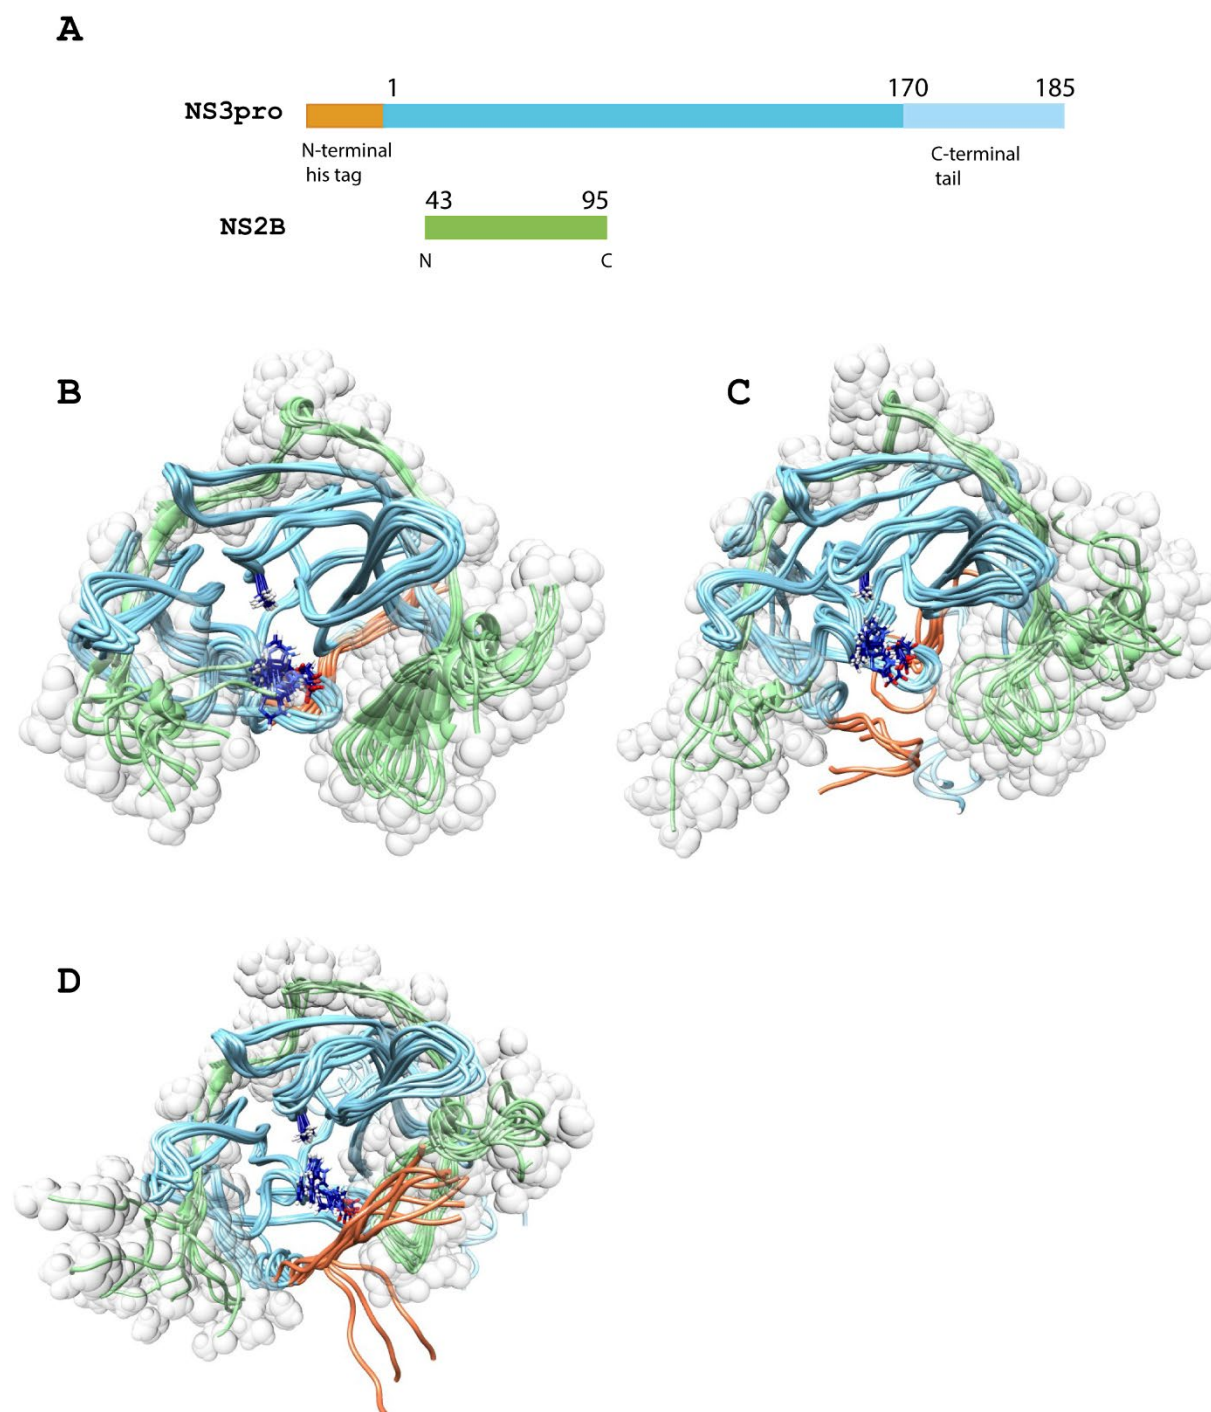 A
1 170 185
NS3pro
N-terminal
his tag
C-terminal
tail
43 95
NS2B
N C
B
C
D